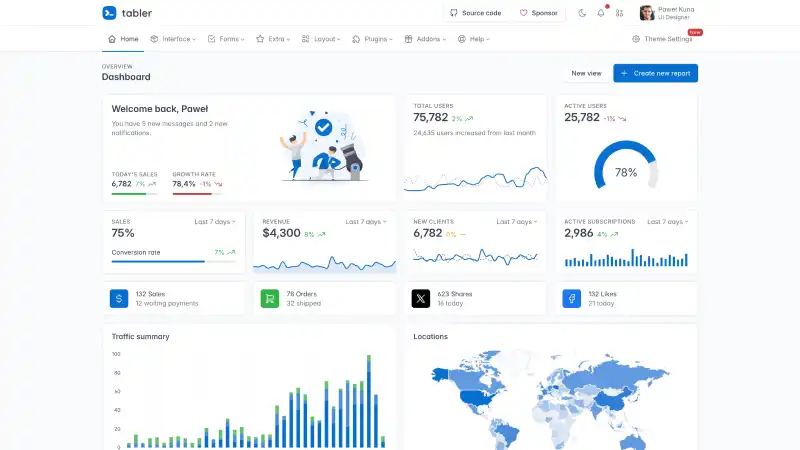 tabler
Source code
Sponsor
Paweł Kuna
UI Designer
Home
Interface
Forms
Extra
Layout
Plugins
Addons
Help
Theme Settings
New
OVERVIEW
Dashboard
New view
Create new report
Welcome back, Paweł
You have 5 new messages and 2 new
notifications.
TODAY'S SALES
6,782 7%
GROWTH RATE
78,4% -1%
TOTAL USERS
75,782 2%
24,635 users increased from last month
ACTIVE USERS
25,782 -1%
78%
SALES
Last 7 days
75%
Conversion rate
7%
REVENUE
Last 7 days
$4,300 8%
NEW CLIENTS
Last 7 days
6,782 0%
ACTIVE SUBSCRIPTIONS
Last 7 days
2,986 4%
132 Sales
12 waiting payments
78 Orders
32 shipped
623 Shares
16 today
132 Likes
21 today
Traffic summary
100
80
60
40
20
0
Locations